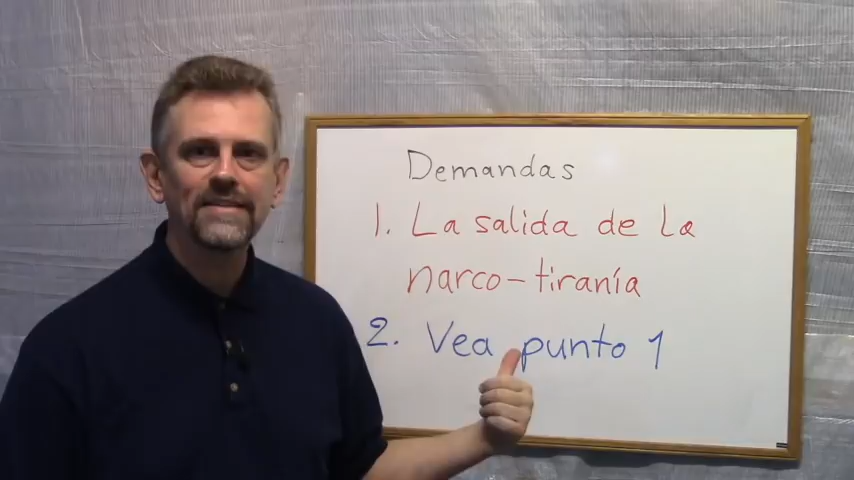 Demandas
1. La salida de la
narco-tiranía
2. Vea punto 1